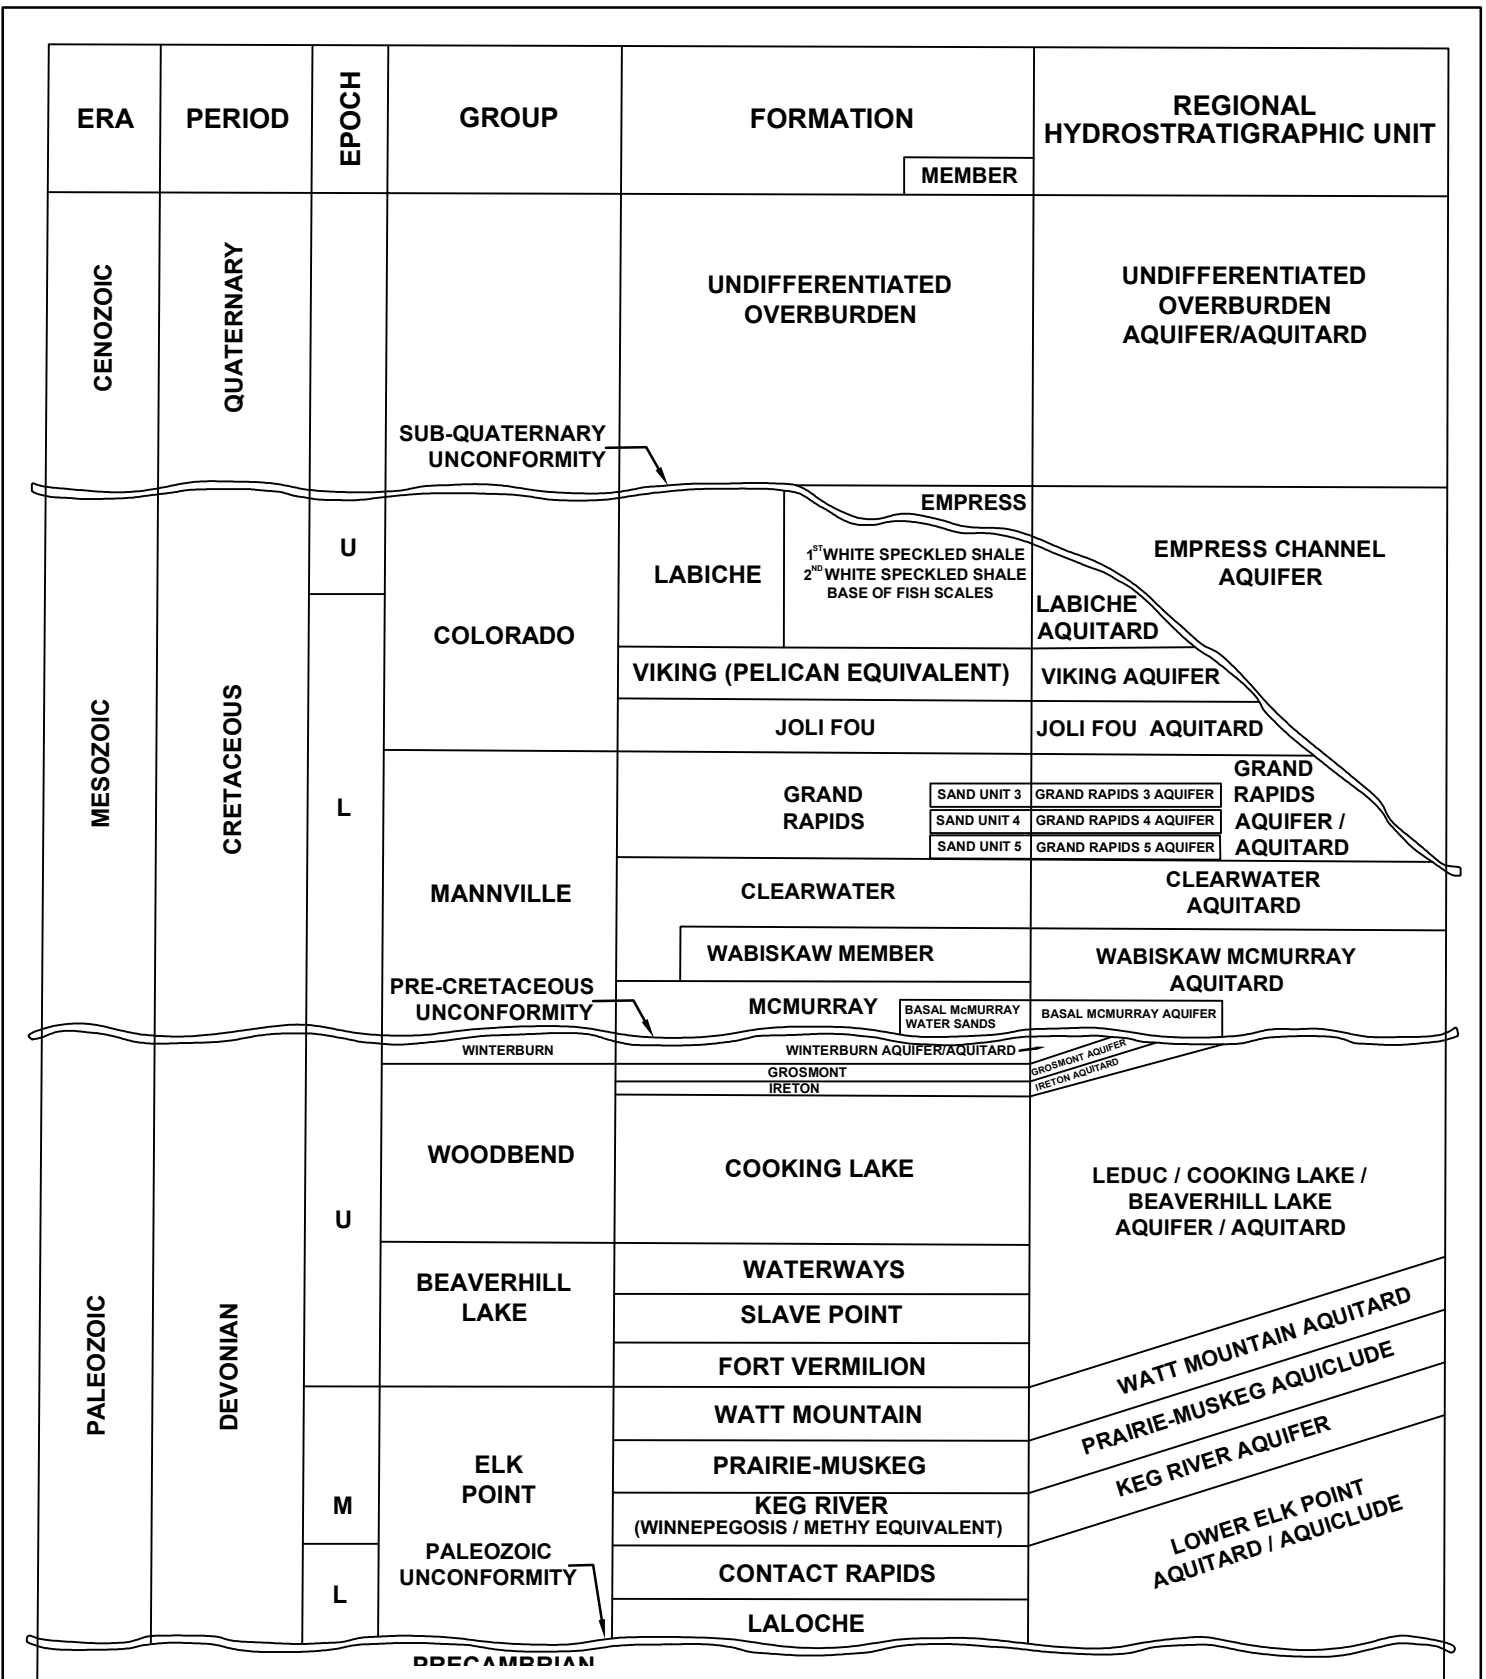 ERA
PERIOD
EPOCH
GROUP
FORMATION
MEMBER
REGIONAL
HYDROSTRATIGRAPHIC UNIT
CENOZOIC
QUATERNARY
UNDIFFERENTIATED
OVERBURDEN
UNDIFFERENTIATED
OVERBURDEN
AQUIFER/AQUITARD
SUB-QUATERNARY
UNCONFORMITY
MESOZOIC
CRETACEOUS
U
L
COLORADO
LABICHE
EMPRESS
1ST WHITE SPECKLED SHALE
2ND WHITE SPECKLED SHALE
BASE OF FISH SCALES
EMPRESS CHANNEL
AQUIFER
LABICHE
AQUITARD
VIKING (PELICAN EQUIVALENT)
VIKING AQUIFER
JOLI FOU
JOLI FOU AQUITARD
MANNVILLE
GRAND
RAPIDS
SAND UNIT 3
SAND UNIT 4
SAND UNIT 5
GRAND RAPIDS 3 AQUIFER
GRAND RAPIDS 4 AQUIFER
GRAND RAPIDS 5 AQUIFER
GRAND
RAPIDS
AQUIFER /
AQUITARD
CLEARWATER
CLEARWATER
AQUITARD
WABISKAW MEMBER
WABISKAW MCMURRAY
AQUITARD
PRE-CRETACEOUS
UNCONFORMITY
MCMURRAY
BASAL McMURRAY
WATER SANDS
BASAL MCMURRAY AQUIFER
PALEOZOIC
DEVONIAN
U
M
L
WINTERBURN
WINTERBURN AQUIFER/AQUITARD
GROSMONT
GROSMONT AQUIFER
IRETON
IRETON AQUITARD
WOODBEND
COOKING LAKE
LEDUC / COOKING LAKE /
BEAVERHILL LAKE
AQUIFER / AQUITARD
BEAVERHILL
LAKE
WATERWAYS
SLAVE POINT
FORT VERMILION
ELK
POINT
WATT MOUNTAIN
WATT MOUNTAIN AQUITARD
PRAIRIE-MUSKEG
PRAIRIE-MUSKEG AQUICLUDE
KEG RIVER
(WINNEPEGOSIS / METHY EQUIVALENT)
KEG RIVER AQUIFER
PALEOZOIC
UNCONFORMITY
CONTACT RAPIDS
LALOCHE
LOWER ELK POINT
AQUITARD / AQUICLUDE
PRECAMBRIAN